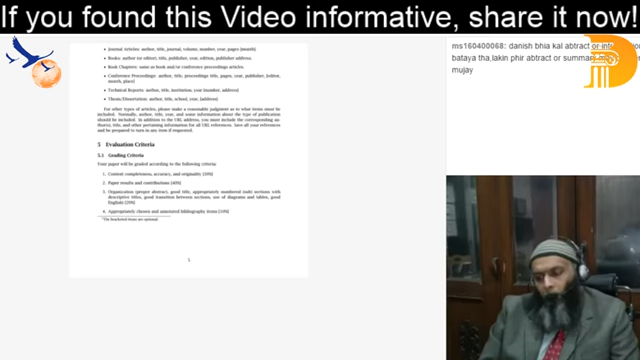 If you found this Video informative, share it now!
• Journal Articles: author, title, journal, volume, number, year, pages [month]
• Books: author (or editor), title, publisher, year, edition, publisher address.
• Book Chapters: same as book and/or conference proceedings articles.
• Conference Proceedings: author, title, proceedings title, pages, year, publisher, [editor,
month, place]
• Technical Reports: author, title, institution, year [number, address]
• Thesis/Dissertation: author, title, school, year, [address]
For other types of articles, please make a reasonable judgment as to what items must be
included. Normally, author, title, year, and some information about the type of publication
should be included. In addition to the URL address, you must include the corresponding au-
thor(s), title, and other pertaining information for all URL references. Save all your references
and be prepared to turn in any item if requested.
5 Evaluation Criteria
5.1 Grading Criteria
Your paper will be graded according to the following criteria:
1. Content completeness, accuracy, and originality [20%]
2. Paper results and contributions [40%]
3. Organization (proper abstract, good title, appropriately numbered (sub) sections with
descriptive titles, good transition between sections, use of diagrams and tables, good
English) [20%]
4. Appropriately chosen and annotated bibliography items [10%]
The bracketed items are optional
5
ms160400068: danish bhia kal abtract or
bataya tha,lakin phir abtract or summar
mujay